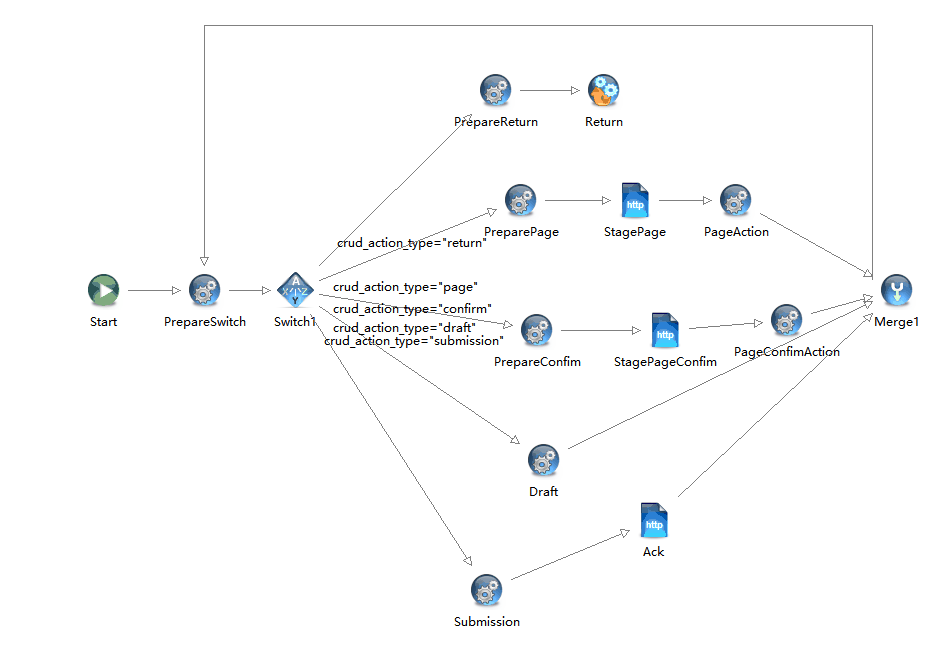 PrepareReturn
Return
http
PreparePage
StagePage
PageAction
crud_action_type="return"
A
X
Z
Y
crud_action_type="page"
Start
PrepareSwitch
Switch1
crud_action_type="confirm"
Merge1
crud_action_type="draft"
crud_action_type="submission"
http
PrepareConfim
StagePageConfim
PageConfimAction
Draft
http
Ack
Submission